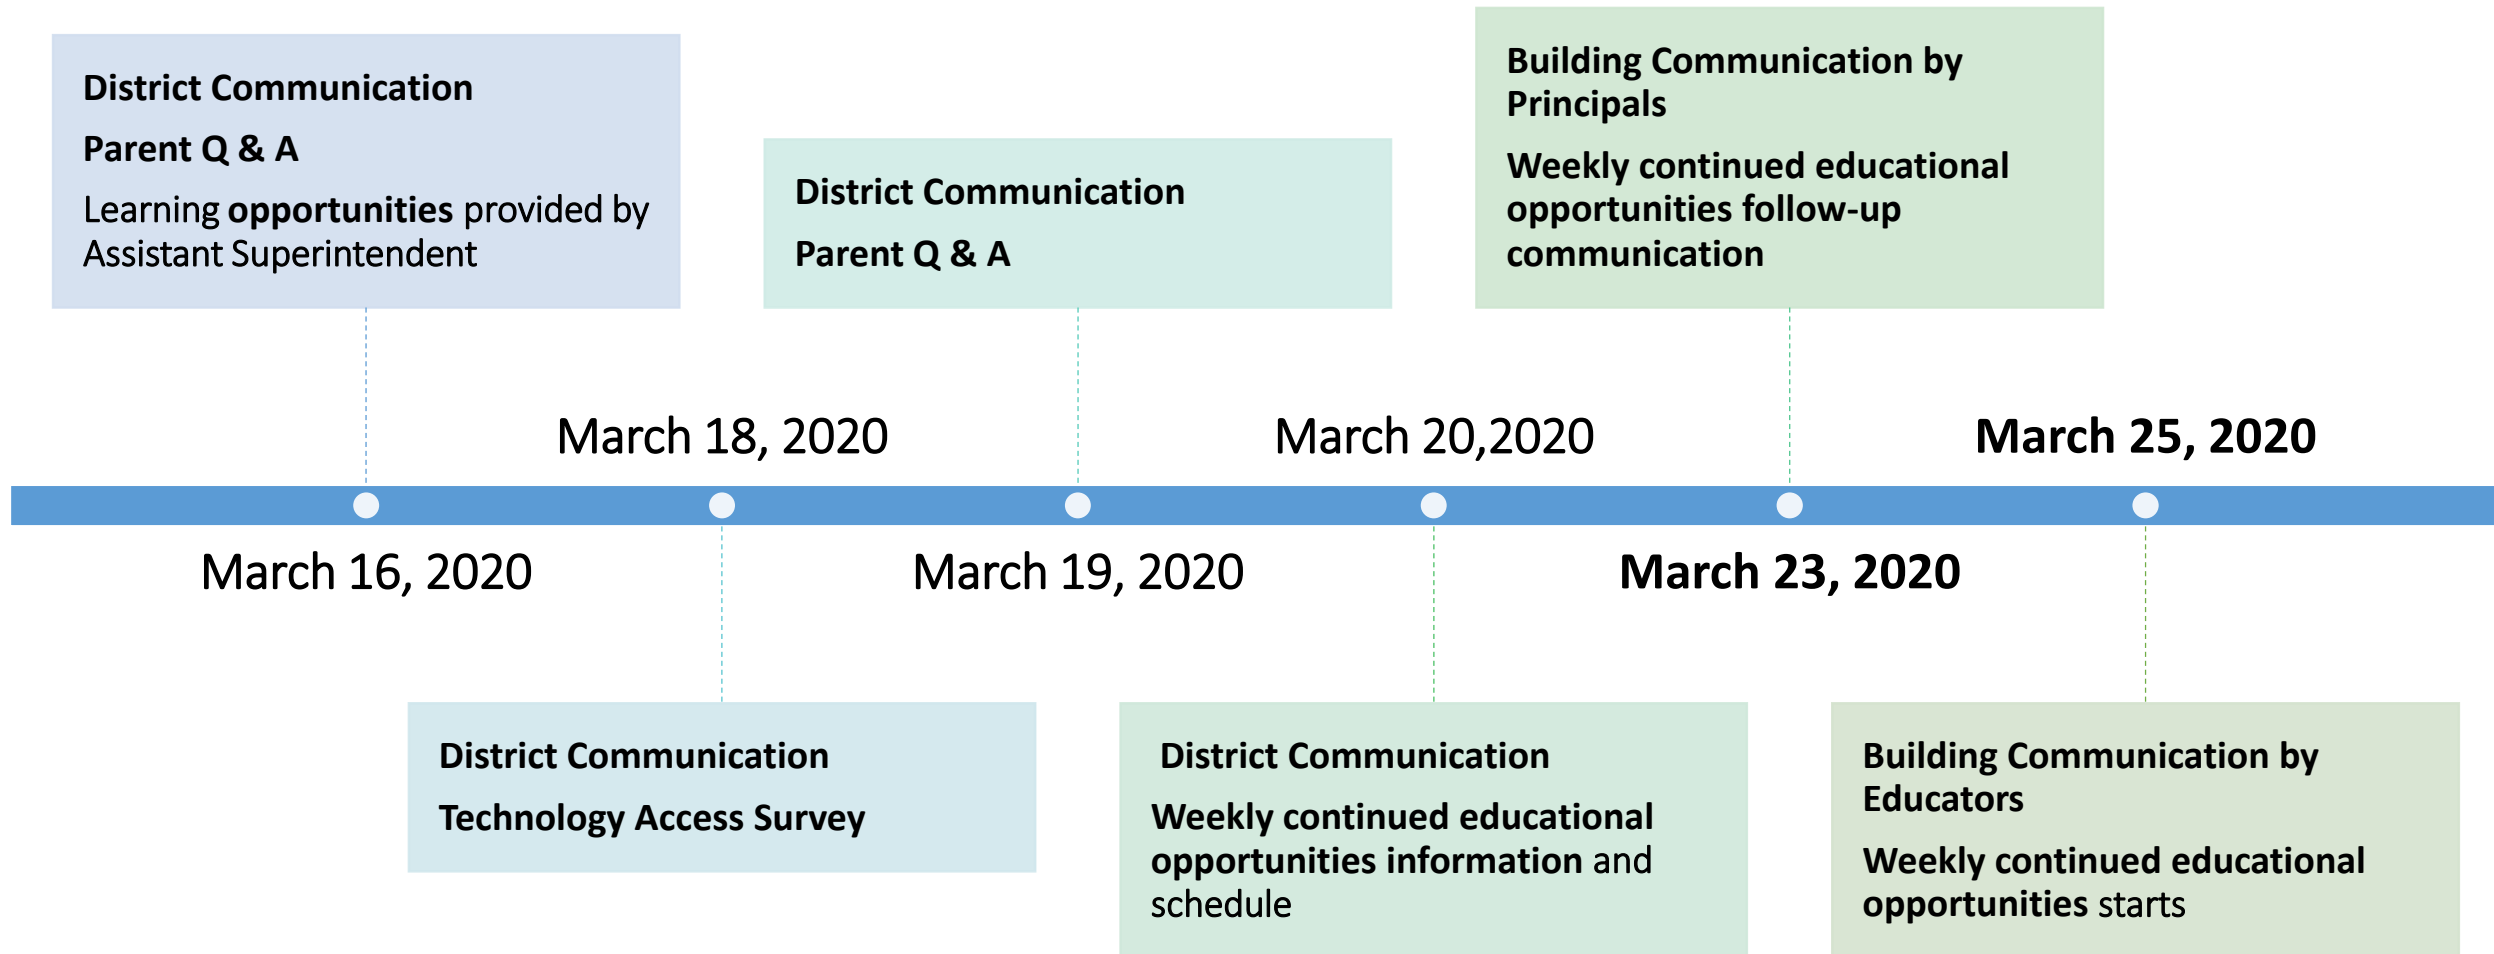 District Communication
Parent Q & A
Learning opportunities provided by
Assistant Superintendent
District Communication
Parent Q & A
Building Communication by
Principals
Weekly continued educational
opportunities follow-up
communication
March 18, 2020
March 20,2020
March 25, 2020
March 16, 2020
March 19, 2020
March 23, 2020
District Communication
Technology Access Survey
District Communication
Weekly continued educational
opportunities information and
schedule
Building Communication by
Educators
Weekly continued educational
opportunities starts